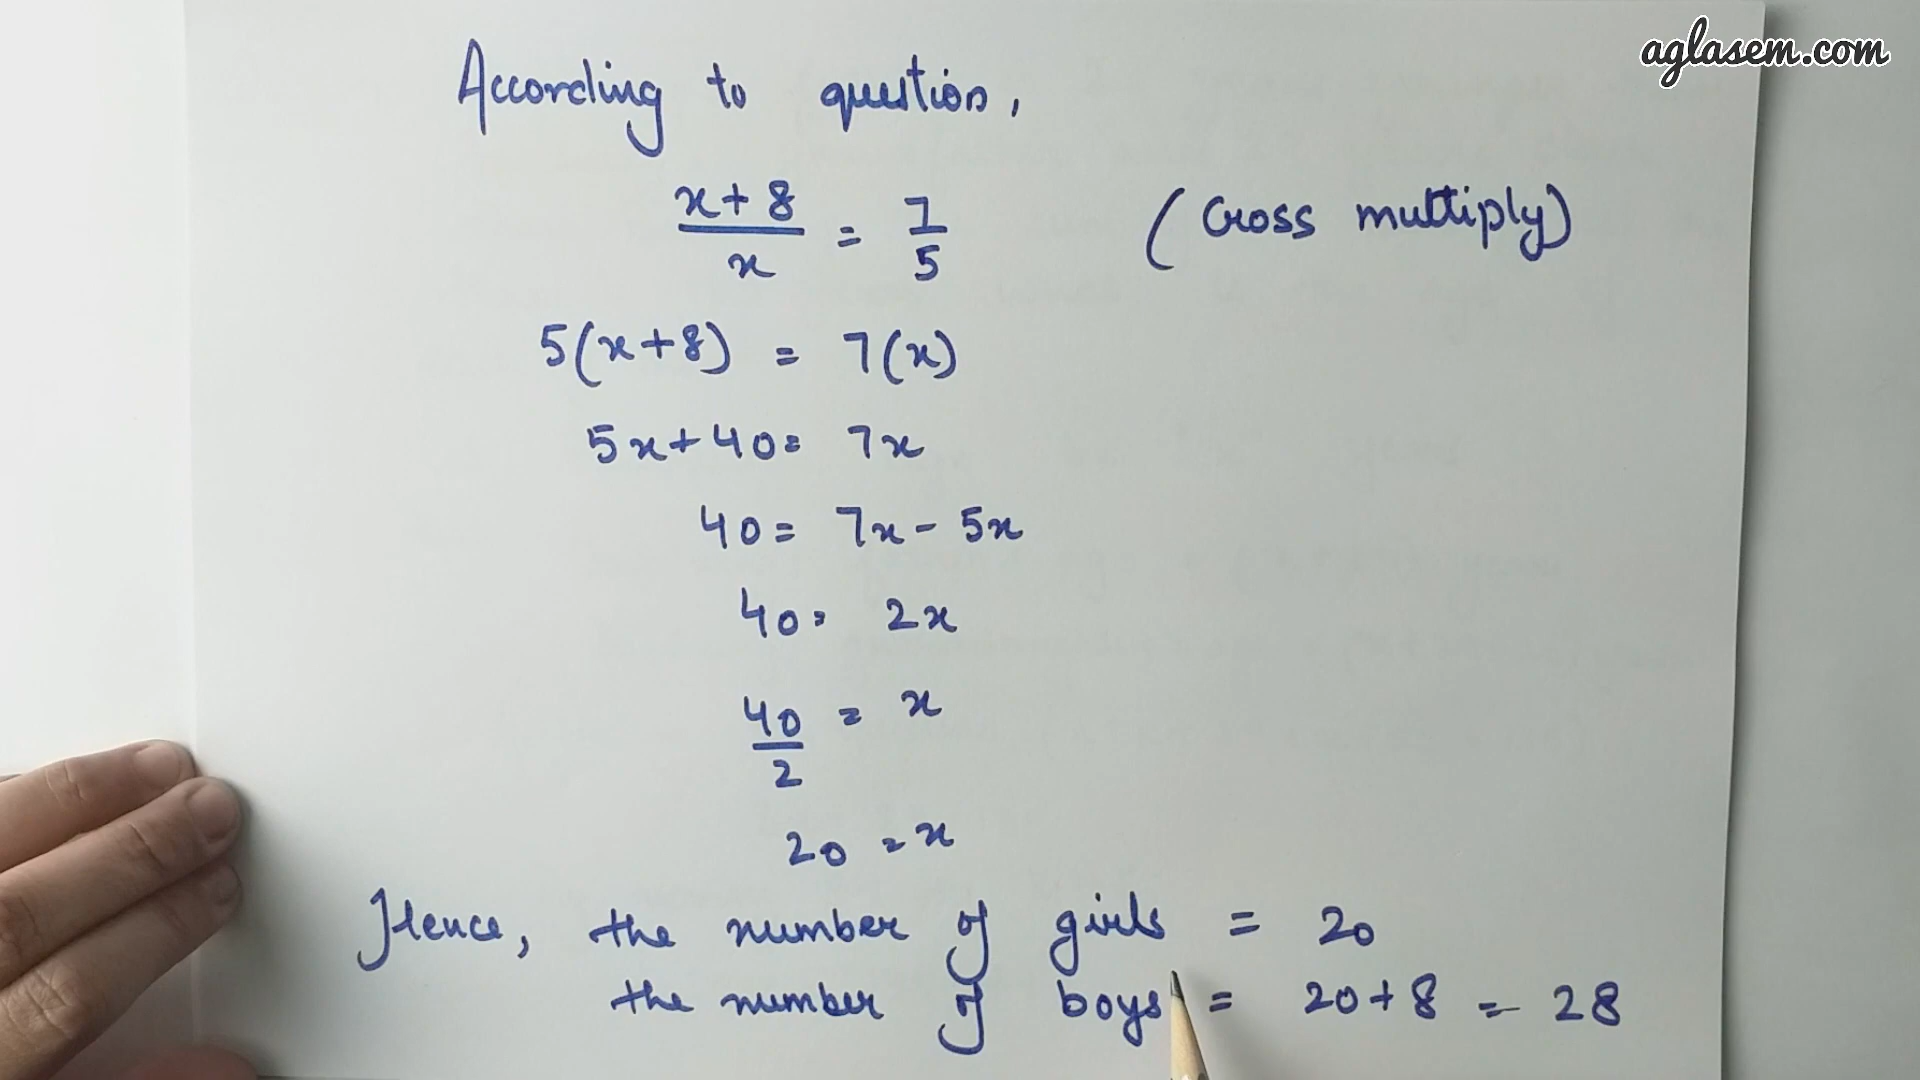 aglasem.com
According to question,
x+8/x = 7/5 (Cross multiply)
5(x+8) = 7(x)
5x+40= 7x
40= 7x- 5x
40= 2x
40/2 = x
20 =x
Hence, the number of girls = 20
the number of boys = 20+8 = 28